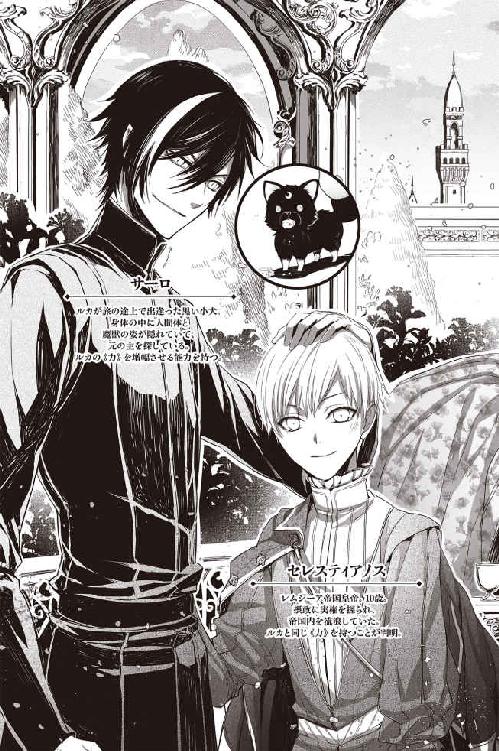 サーロ
ルカが旅の途上で出逢った黒い小犬。
身体の中に人間体と
魔獣の姿が隠れていて、
元の主を探している。
ルカの《力》を増幅させる能力を持つ。
セレスティアノス
レムシーア帝国皇帝、10歳。
摂政に実権を握られ、
帝国内を流浪していた。
ルカと同じ《力》を持つことが判明。